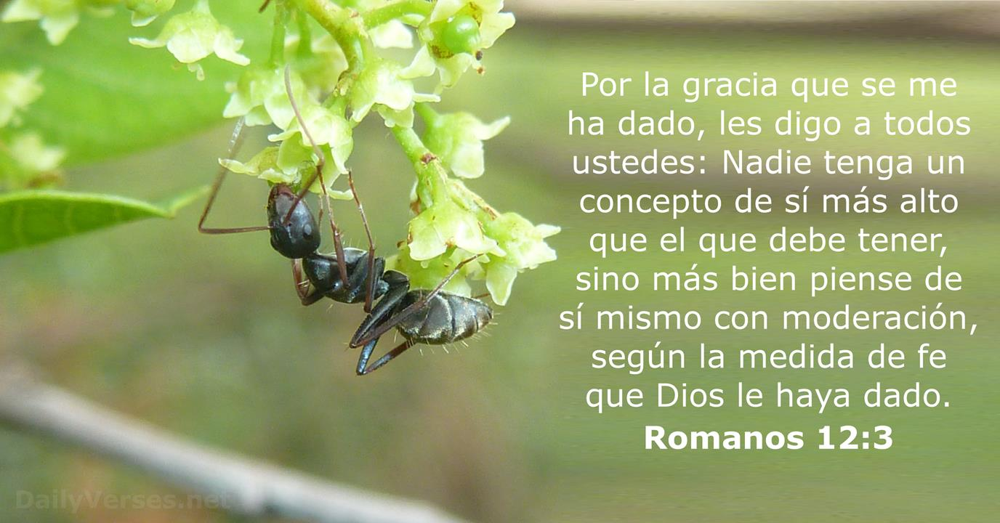 Por la gracia que se me
ha dado, les digo a todos
ustedes: Nadie tenga un
concepto de sí más alto
que el que debe tener,
sino más bien piense de
sí mismo con moderación,
según la medida de fe
que Dios le haya dado.
Romanos 12:3
DailyVerses.net